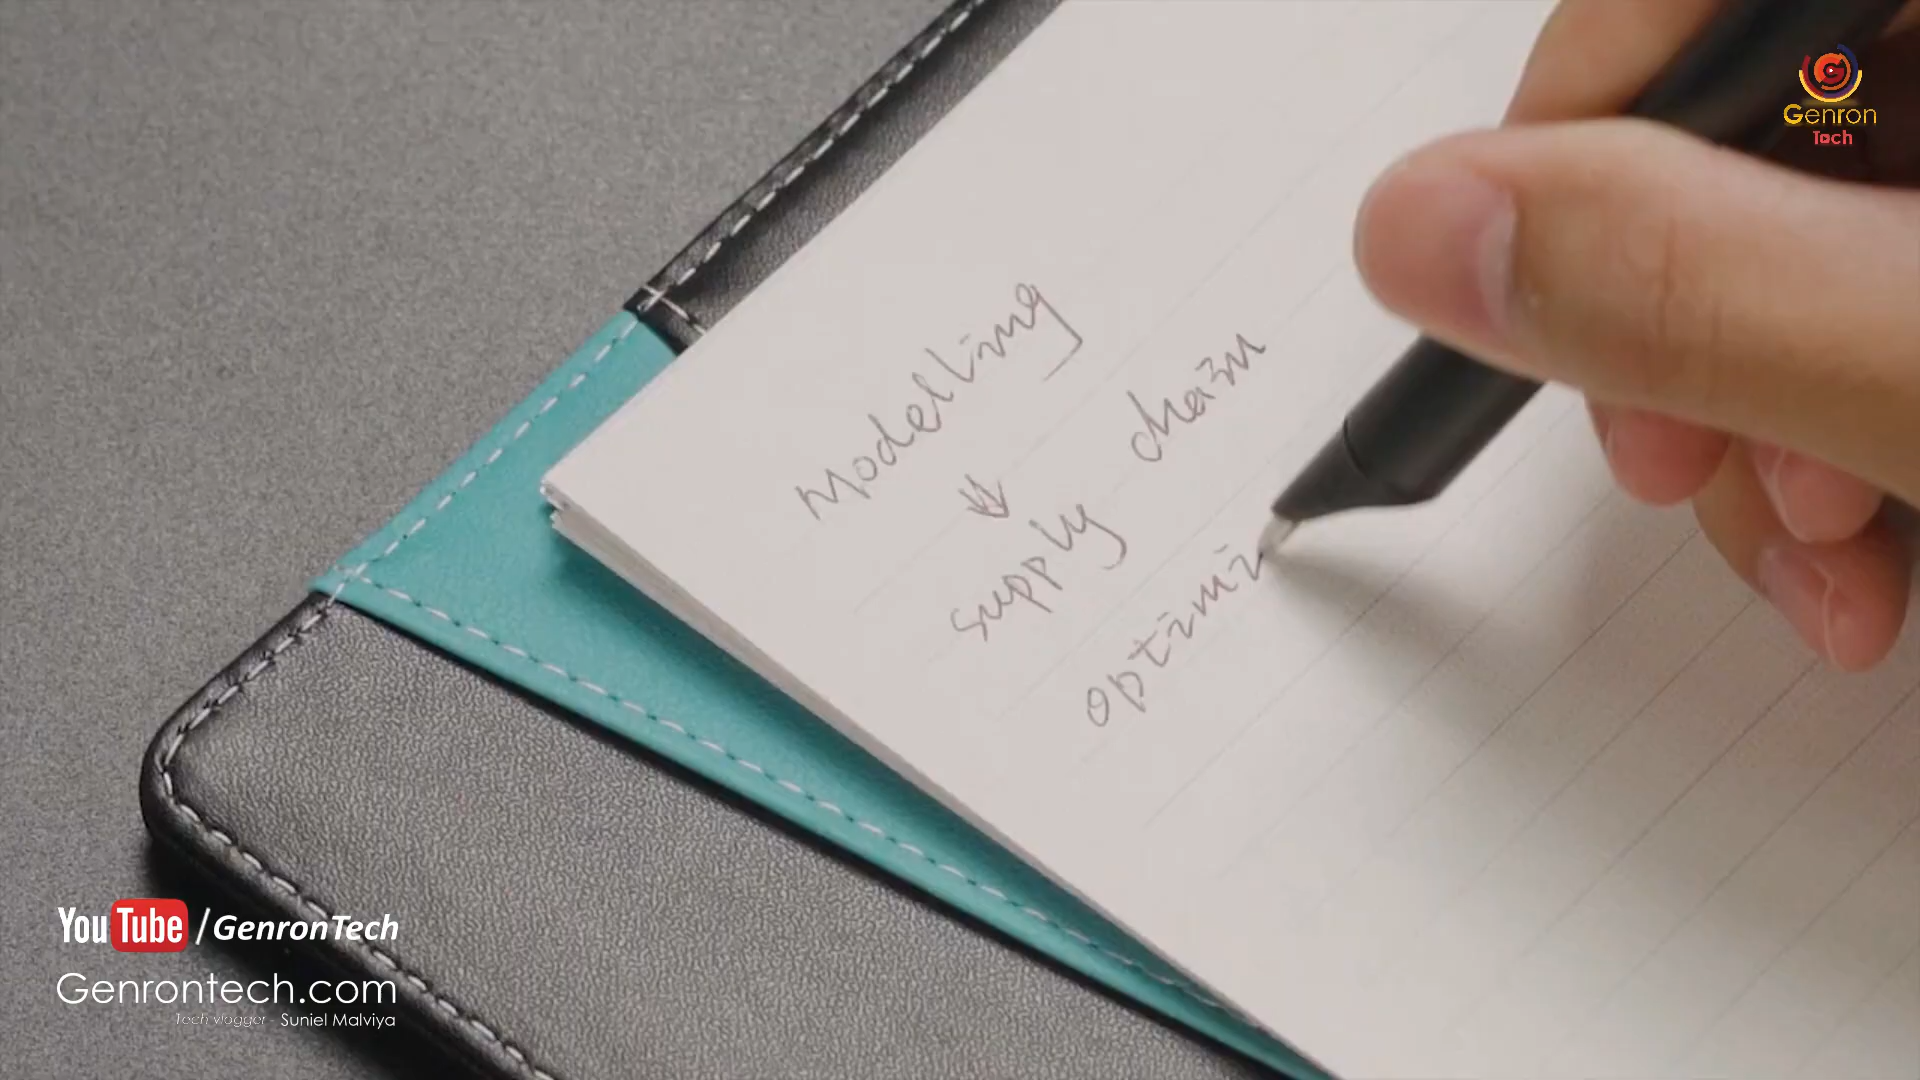 Genron
Tech
Modelling
supply chain
optimiz
YouTube /GenronTech
Genrontech.com
Tech vlogger - Suniel Malviya